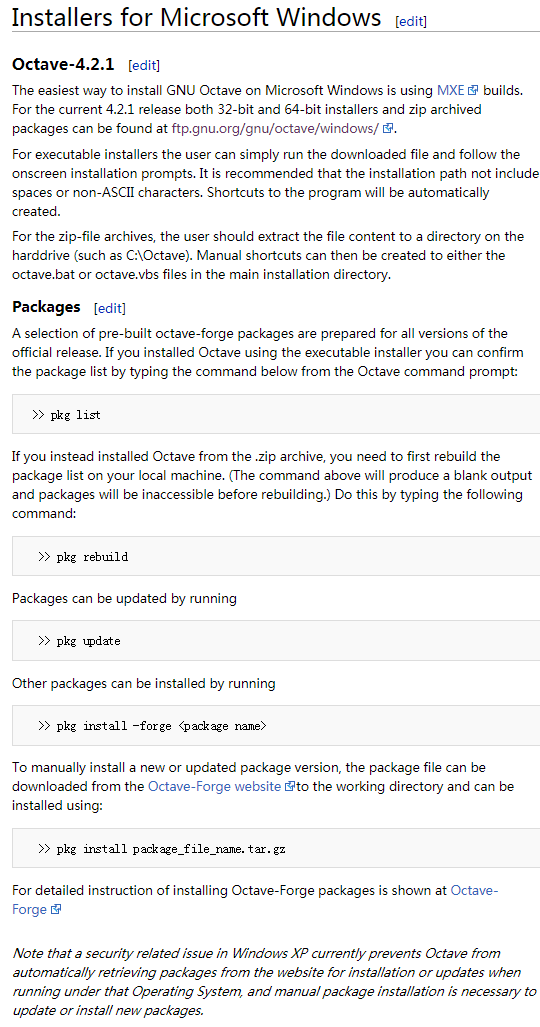 Installers for Microsoft Windows [edit]
Octave-4.2.1 [edit]
The easiest way to install GNU Octave on Microsoft Windows is using MXE builds.
For the current 4.2.1 release both 32-bit and 64-bit installers and zip archived
packages can be found at ftp.gnu.org/gnu/octave/windows/ .
For executable installers the user can simply run the downloaded file and follow the
onscreen installation prompts. It is recommended that the installation path not include
spaces or non-ASCII characters. Shortcuts to the program will be automatically
created.
For the zip-file archives, the user should extract the file content to a directory on the
harddrive (such as C:\Octave). Manual shortcuts can then be created to either the
octave.bat or octave.vbs files in the main installation directory.
Packages [edit]
A selection of pre-built octave-forge packages are prepared for all versions of the
official release. If you installed Octave using the executable installer you can confirm
the package list by typing the command below from the Octave command prompt:
>> pkg list
If you instead installed Octave from the .zip archive, you need to first rebuild the
package list on your local machine. (The command above will produce a blank output
and packages will be inaccessible before rebuilding.) Do this by typing the following
command:
>> pkg rebuild
Packages can be updated by running
>> pkg update
Other packages can be installed by running
>> pkg install -forge <package name>
To manually install a new or updated package version, the package file can be
downloaded from the Octave-Forge website to the working directory and can be
installed using:
>> pkg install package_file_name.tar.gz
For detailed instruction of installing Octave-Forge packages is shown at Octave-
Forge
Note that a security related issue in Windows XP currently prevents Octave from
automatically retrieving packages from the website for installation or updates when
running under that Operating System, and manual package installation is necessary to
update or install new packages.